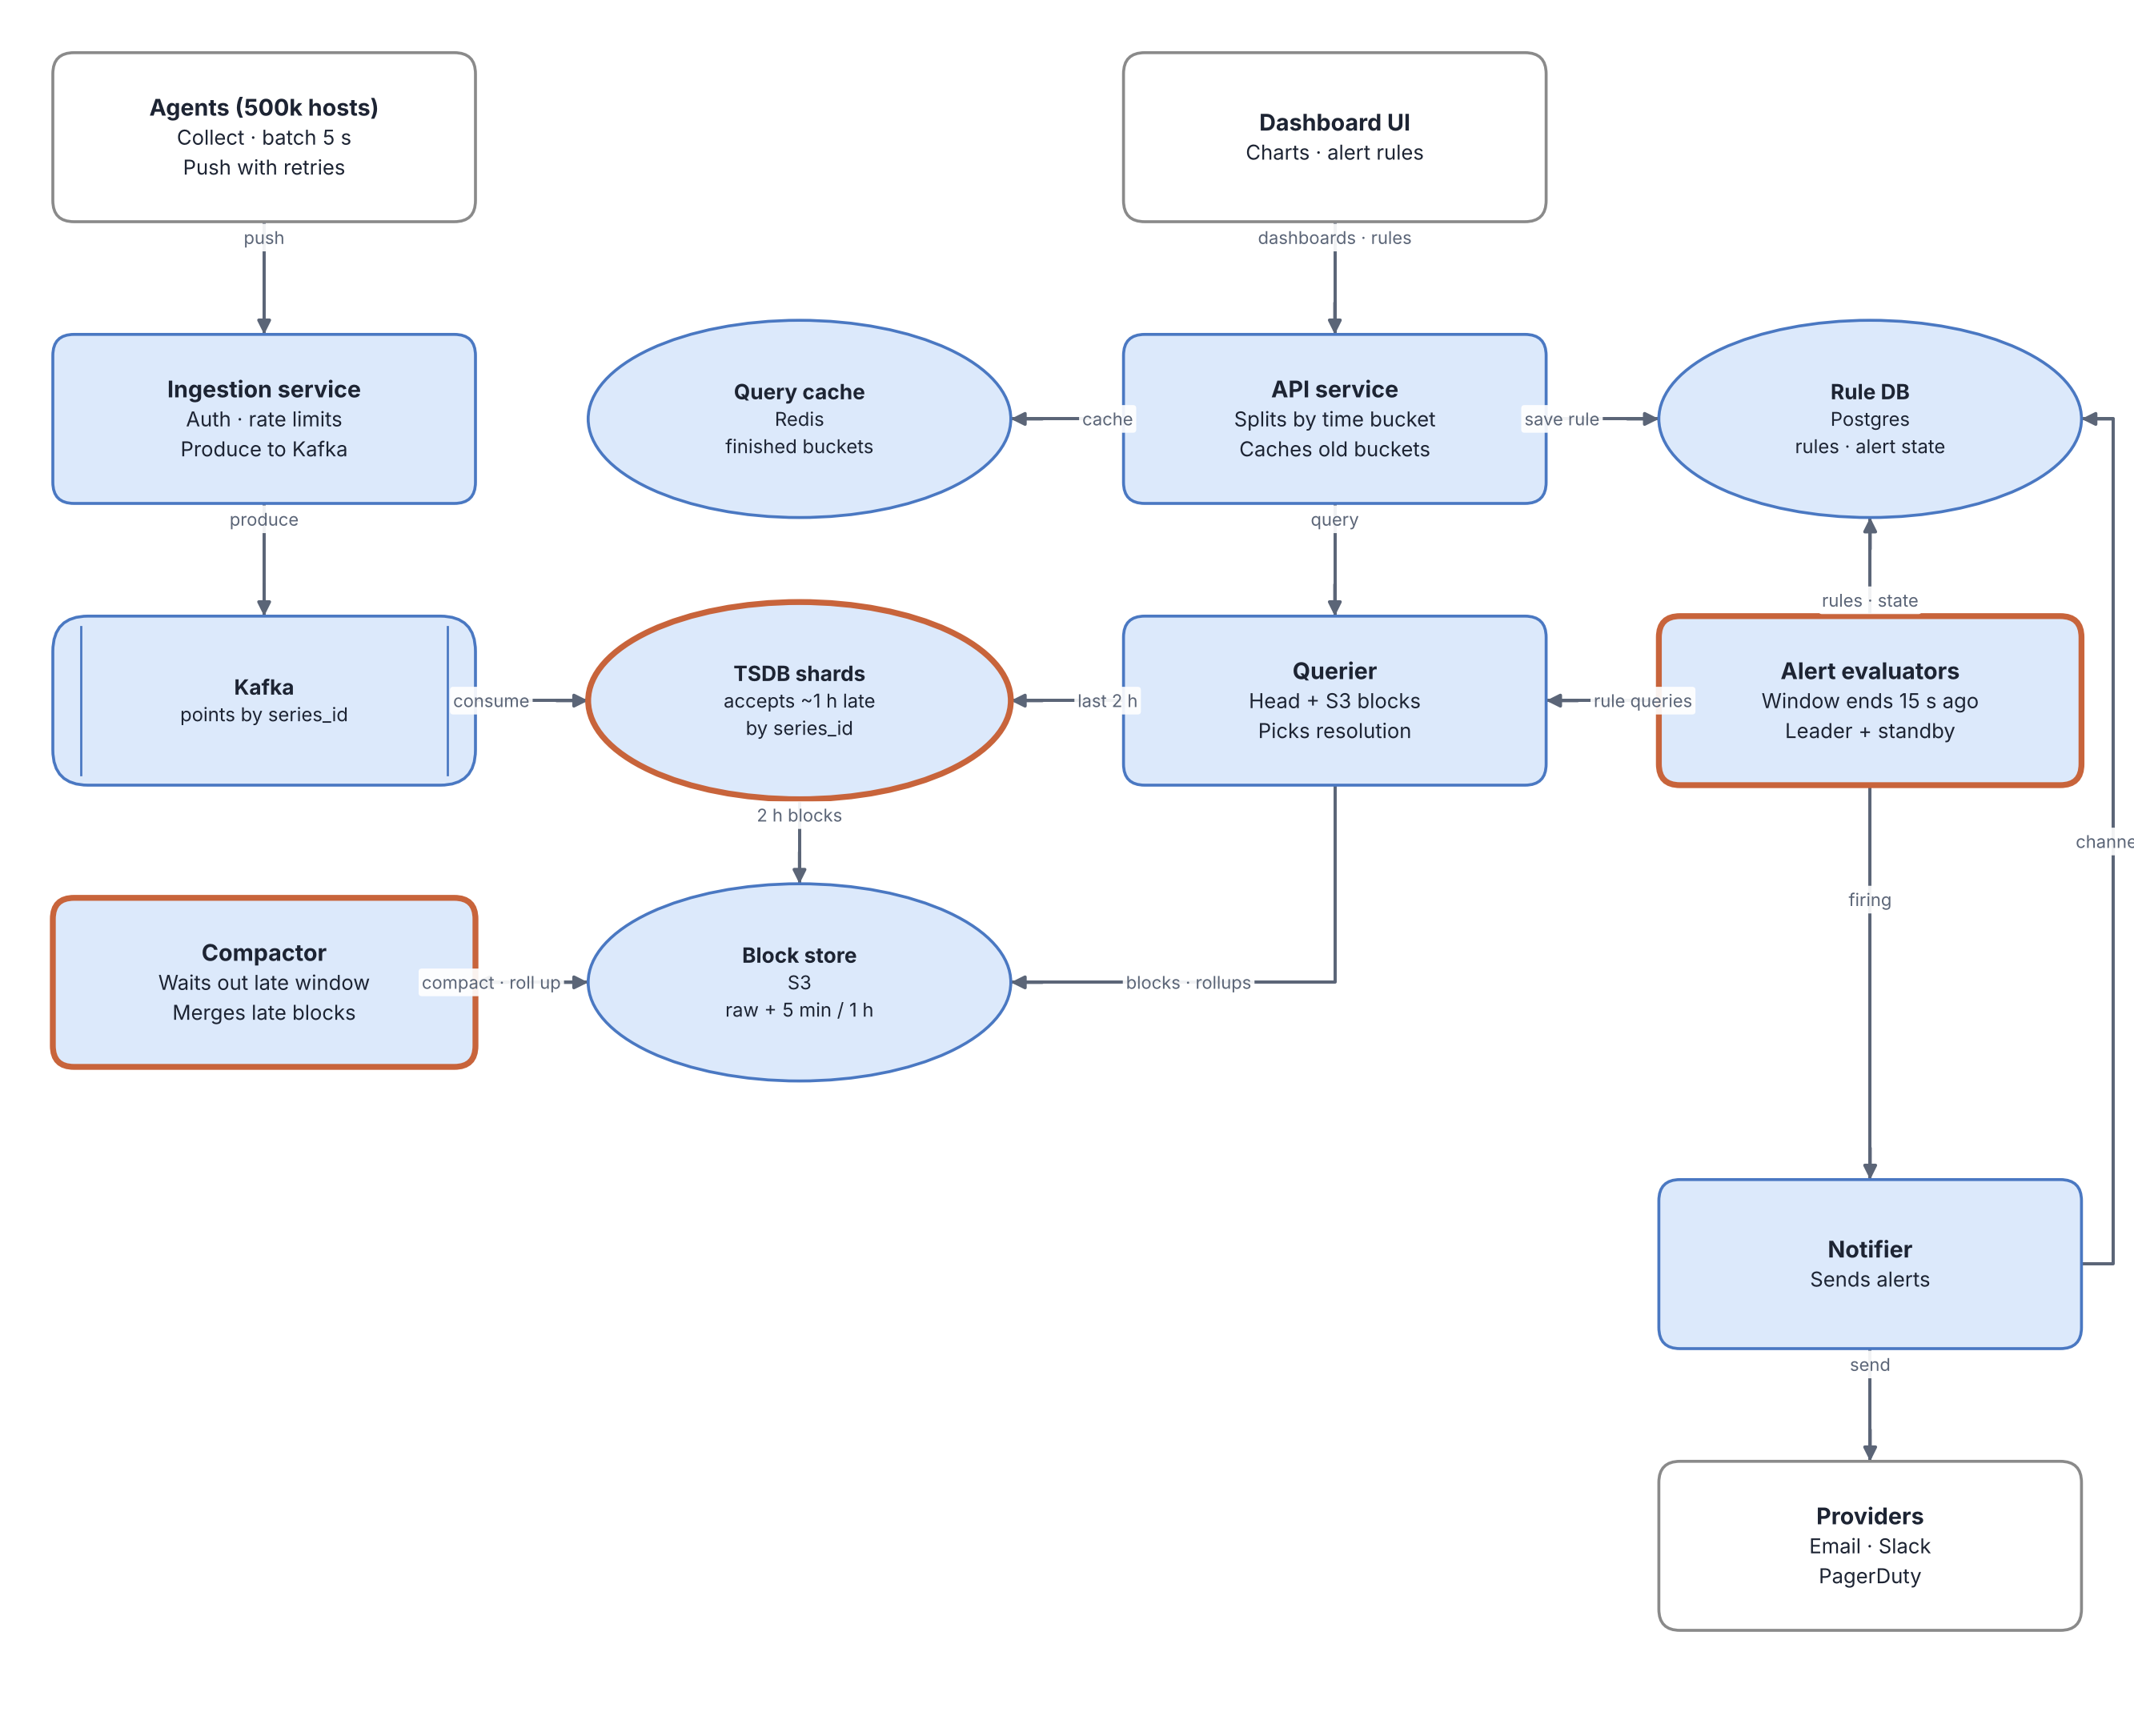 Agents (500k hosts)
Collect · batch 5 s
Push with retries
Dashboard UI
Charts · alert rules
push
dashboards · rules
Ingestion service
Auth · rate limits
Produce to Kafka
Query cache
Redis
finished buckets
cache
API service
Splits by time bucket
Caches old buckets
save rule
Rule DB
Postgres
rules · alert state
produce
query
rules · state
Kafka
points by series_id
consume
TSDB shards
accepts ~1 h late
by series_id
last 2 h
Querier
Head + S3 blocks
Picks resolution
rule queries
Alert evaluators
Window ends 15 s ago
Leader + standby
2 h blocks
channe
firing
Compactor
Waits out late window
Merges late blocks
compact · roll up
Block store
S3
raw + 5 min / 1 h
blocks · rollups
Notifier
Sends alerts
send
Providers
Email · Slack
PagerDuty